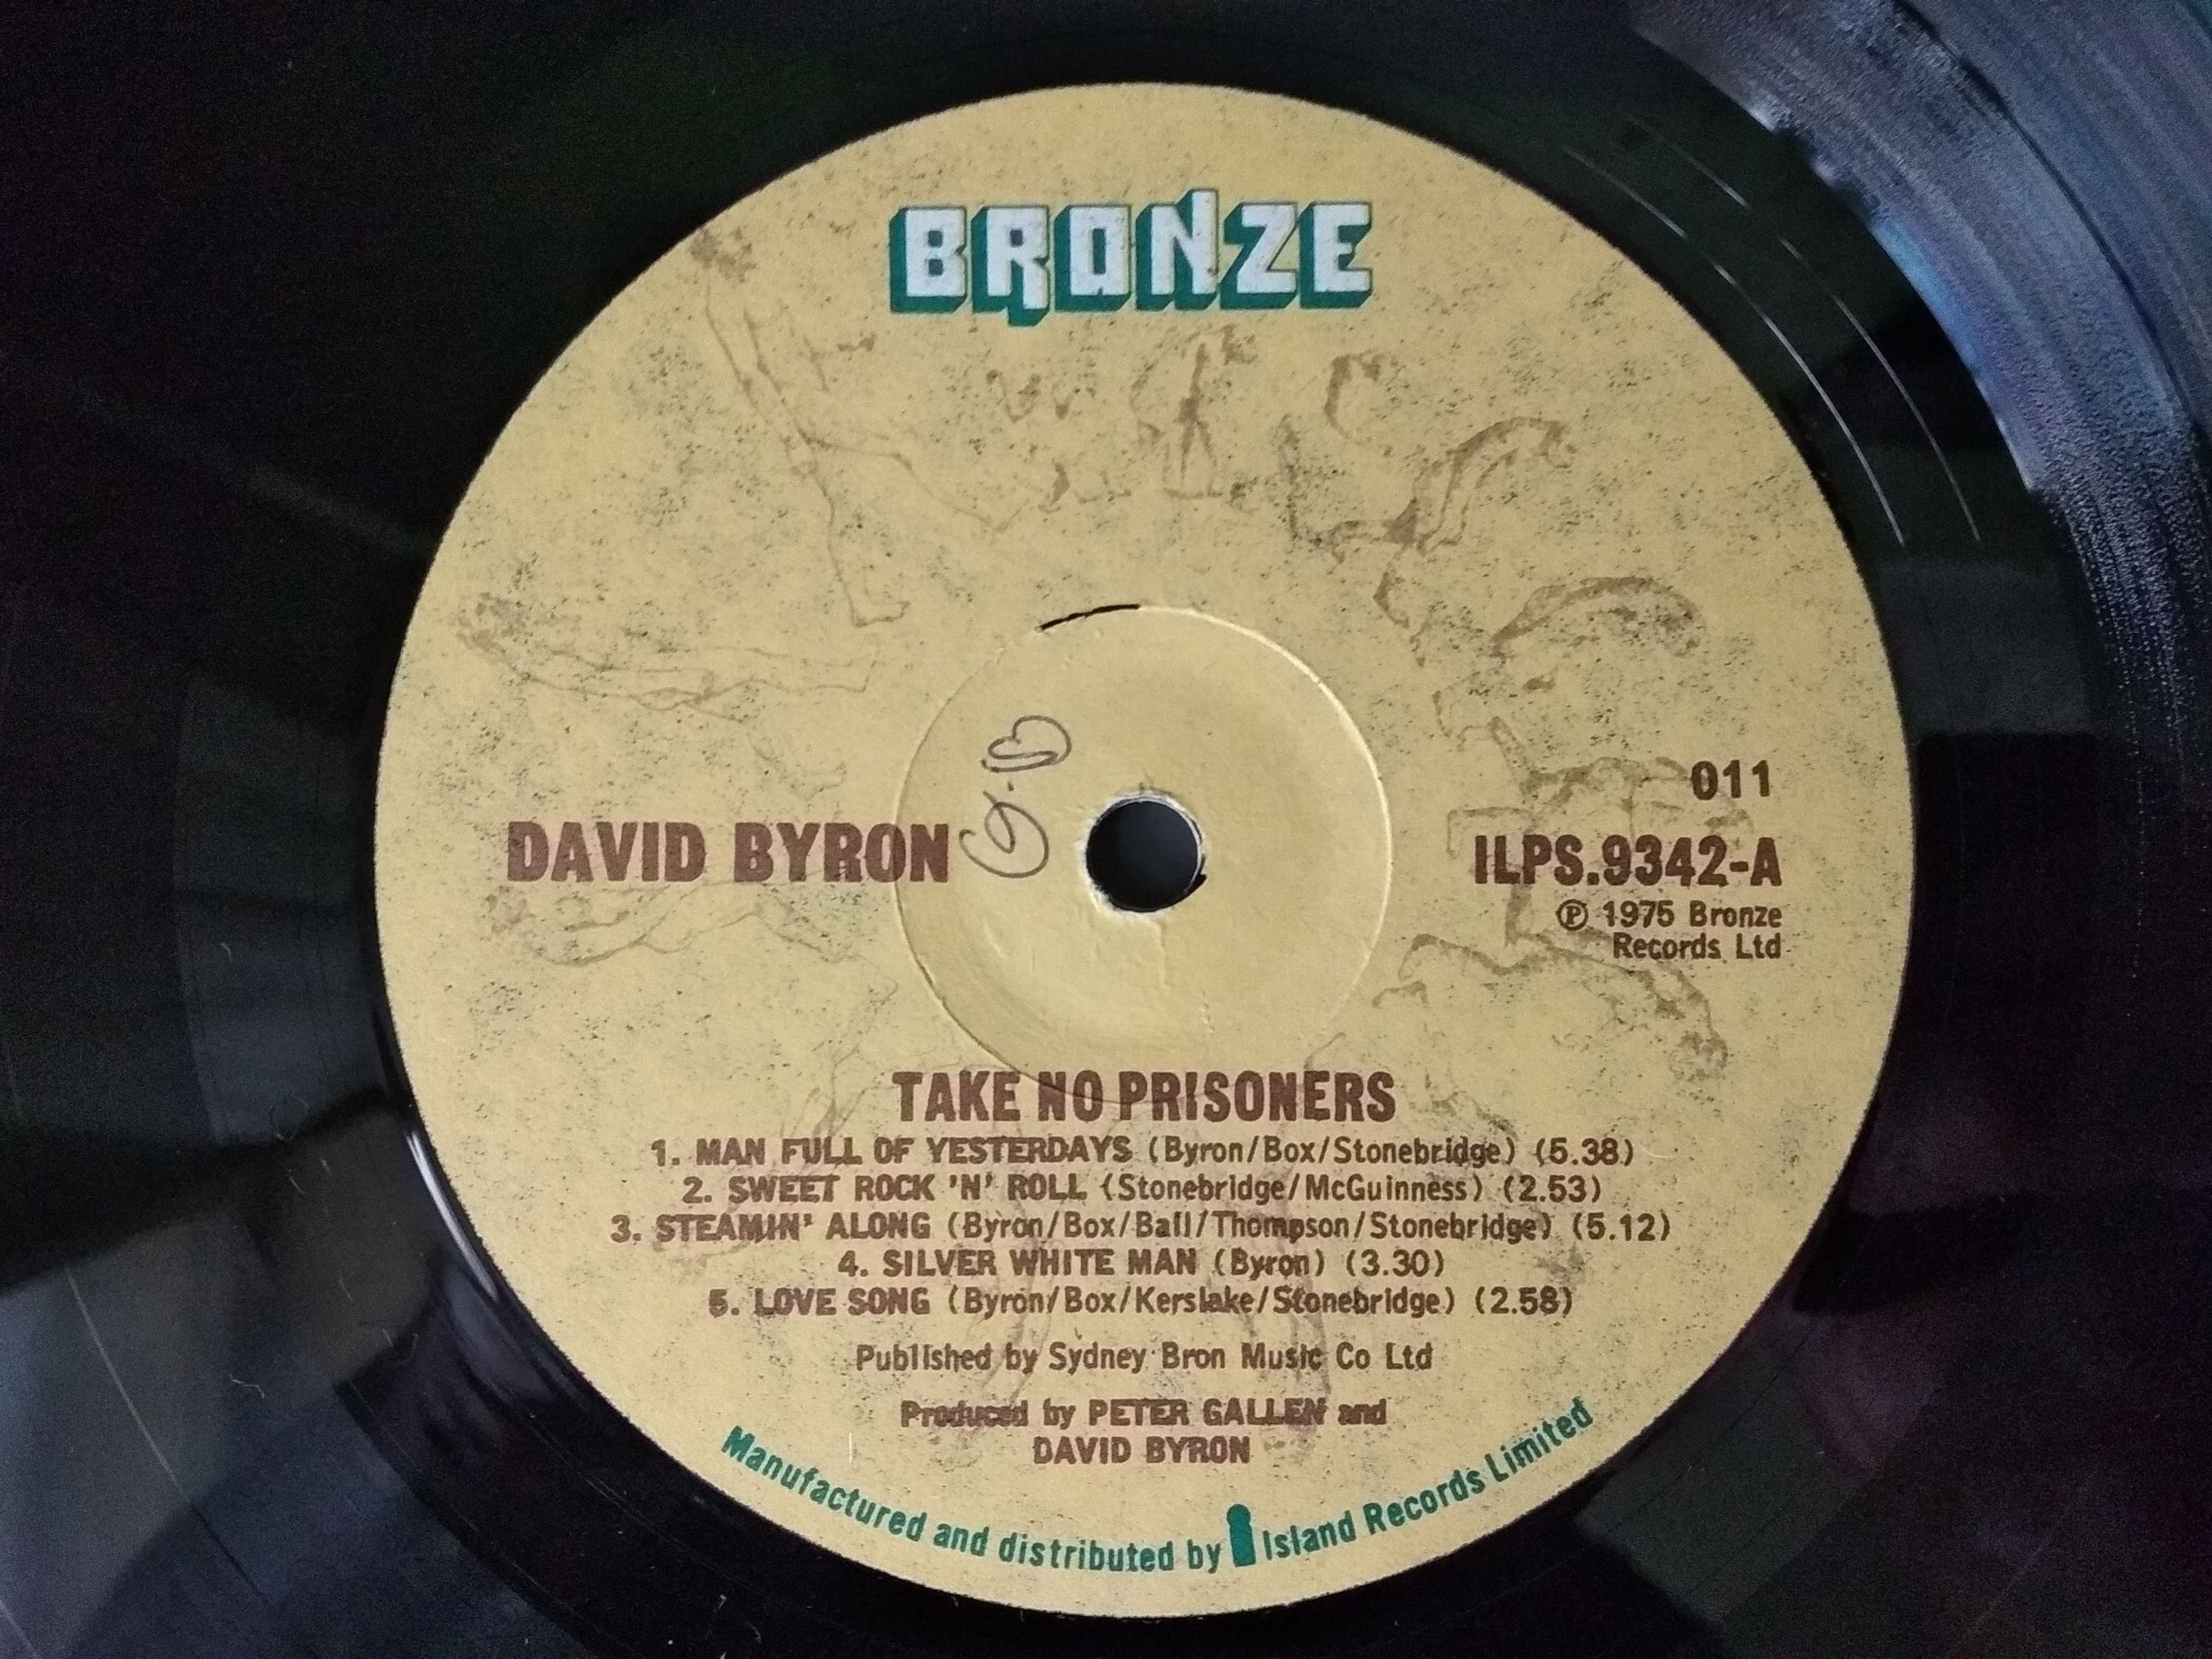 BRONZE
011
DAVID BYRON
ILPS.9342-A
℗ 1975 Bronze
Records Ltd
TAKE NO PRISONERS
1. MAN FULL OF YESTERDAYS (Byron/Box/Stonebridge) (5.38)
2. SWEET ROCK 'N' ROLL (Stonebridge/McGuinness) (2.53)
3. STEAMIN' ALONG (Byron/Box/Ball/Thompson/Stonebridge) (5.12)
4. SILVER WHITE MAN (Byron) (3.30)
5. LOVE SONG (Byron/Box/Kerslake/Stonebridge) (2.58)
Published by Sydney Bron Music Co Ltd
Produced by PETER GALLEN and
DAVID BYRON
Manufactured and distributed by Island Records Limited